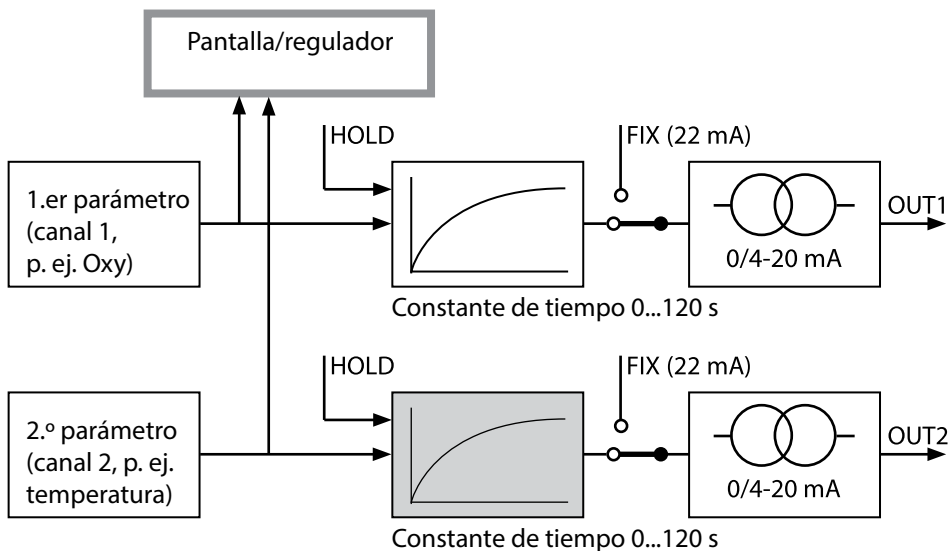 Pantalla/regulador
HOLD
FIX (22 mA)
1.er parámetro
(canal 1,
p. ej. Oxy)
OUT1
0/4-20 mA
Constante de tiempo 0...120 s
HOLD
FIX (22 mA)
2.º parámetro
(canal 2, p. ej.
temperatura)
OUT2
0/4-20 mA
Constante de tiempo 0...120 s